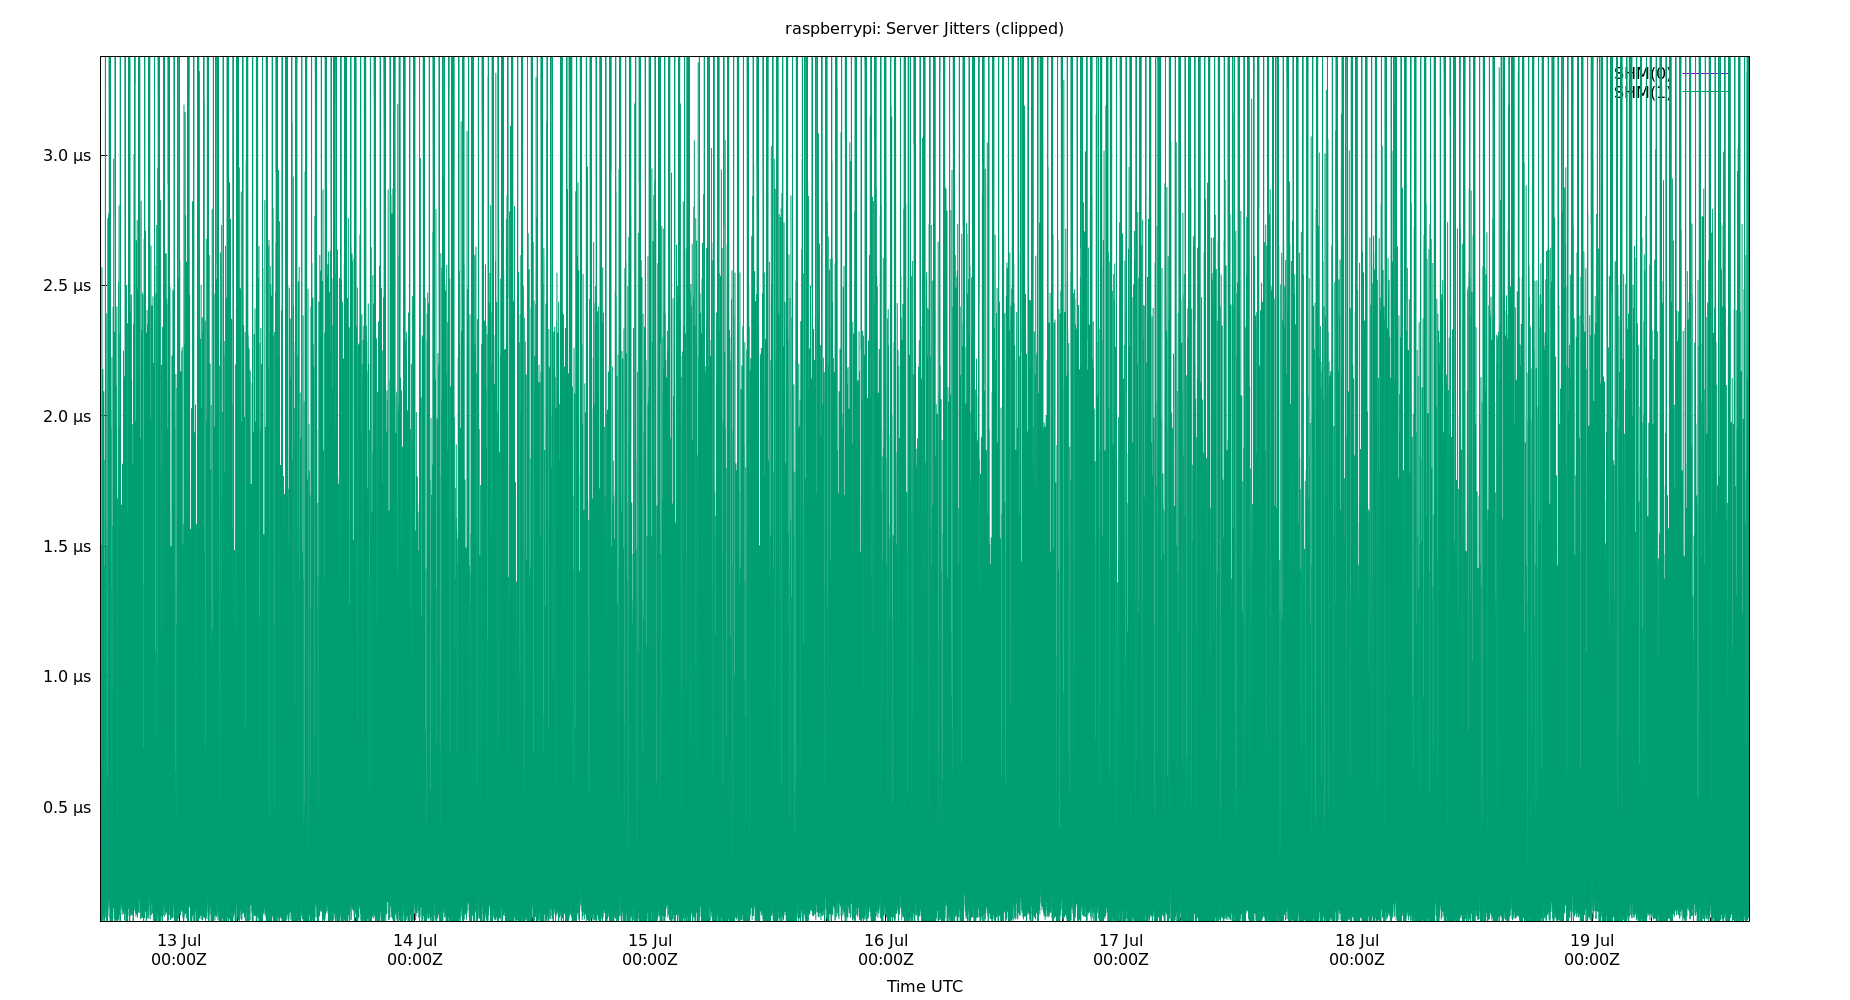 raspberrypi: Server Jitters (clipped)
SHM(0)
SHM(1)
3.0 µs
2.5 µs
2.0 µs
1.5 µs
1.0 µs
0.5 µs
13 Jul
00:00Z
14 Jul
00:00Z
15 Jul
00:00Z
16 Jul
00:00Z
17 Jul
00:00Z
18 Jul
00:00Z
19 Jul
00:00Z
Time UTC